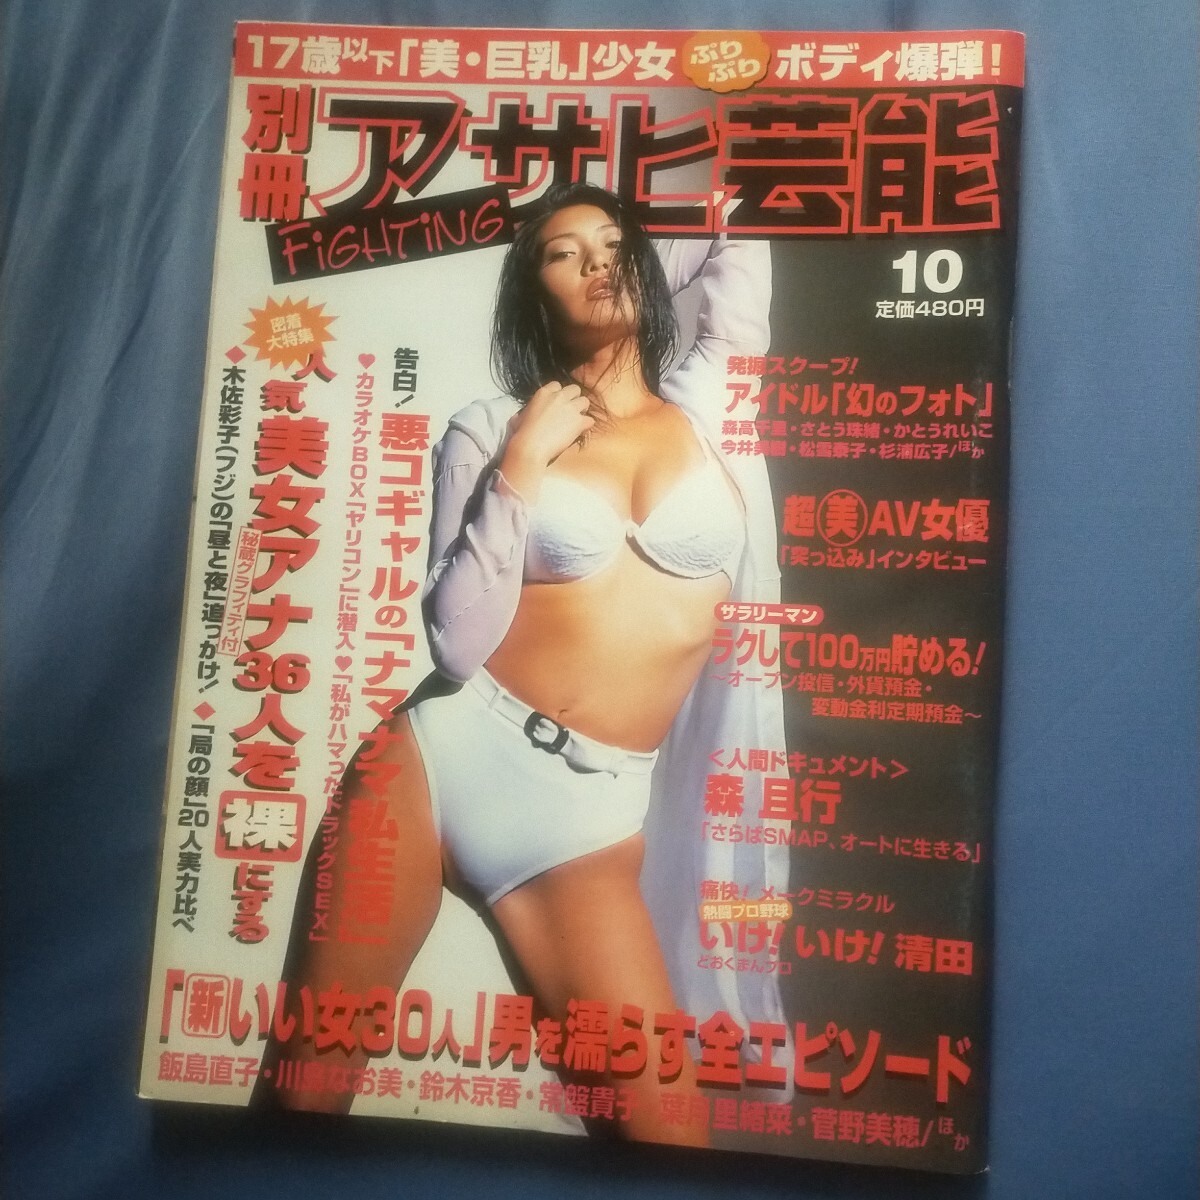 17歳以下「美・巨乳」少女 ぷりぷり ボディ爆弾!
別冊 アサヒ芸能
FiGHTiNG
10
定価480円
発掘スクープ!
アイドル「幻のフォト」
森高千里・さとう珠緒・かとうれいこ
今井美樹・松雪泰子・杉浦広子/ほか
超美AV女優
「突っ込み」インタビュー
サラリーマン
ラクして100万円貯める!
～オープン投信・外貨預金・
変動金利定期預金～
<人間ドキュメント>
森 且行
「さらばSMAP、オートに生きる」
痛快!メークミラクル
熱闘プロ野球
いけ!いけ!清田
どおくまんプロ
告白!悪コギャルの「ナマナマ私生活」
♥カラオケBOX「ヤリコン」に潜入♥「私がハマったドラッグSEX」
密着大特集
人気美女アナ36人を裸にする
秘蔵グラフィティ付
◆木佐彩子(フジ)の「昼と夜」追っかけ!◆「局の顔」20人実力比べ
「新いい女30人」男を濡らす全エピソード
飯島直子・川島なお美・鈴木京香・常盤貴子・葉月里緒菜・菅野美穂/ほか